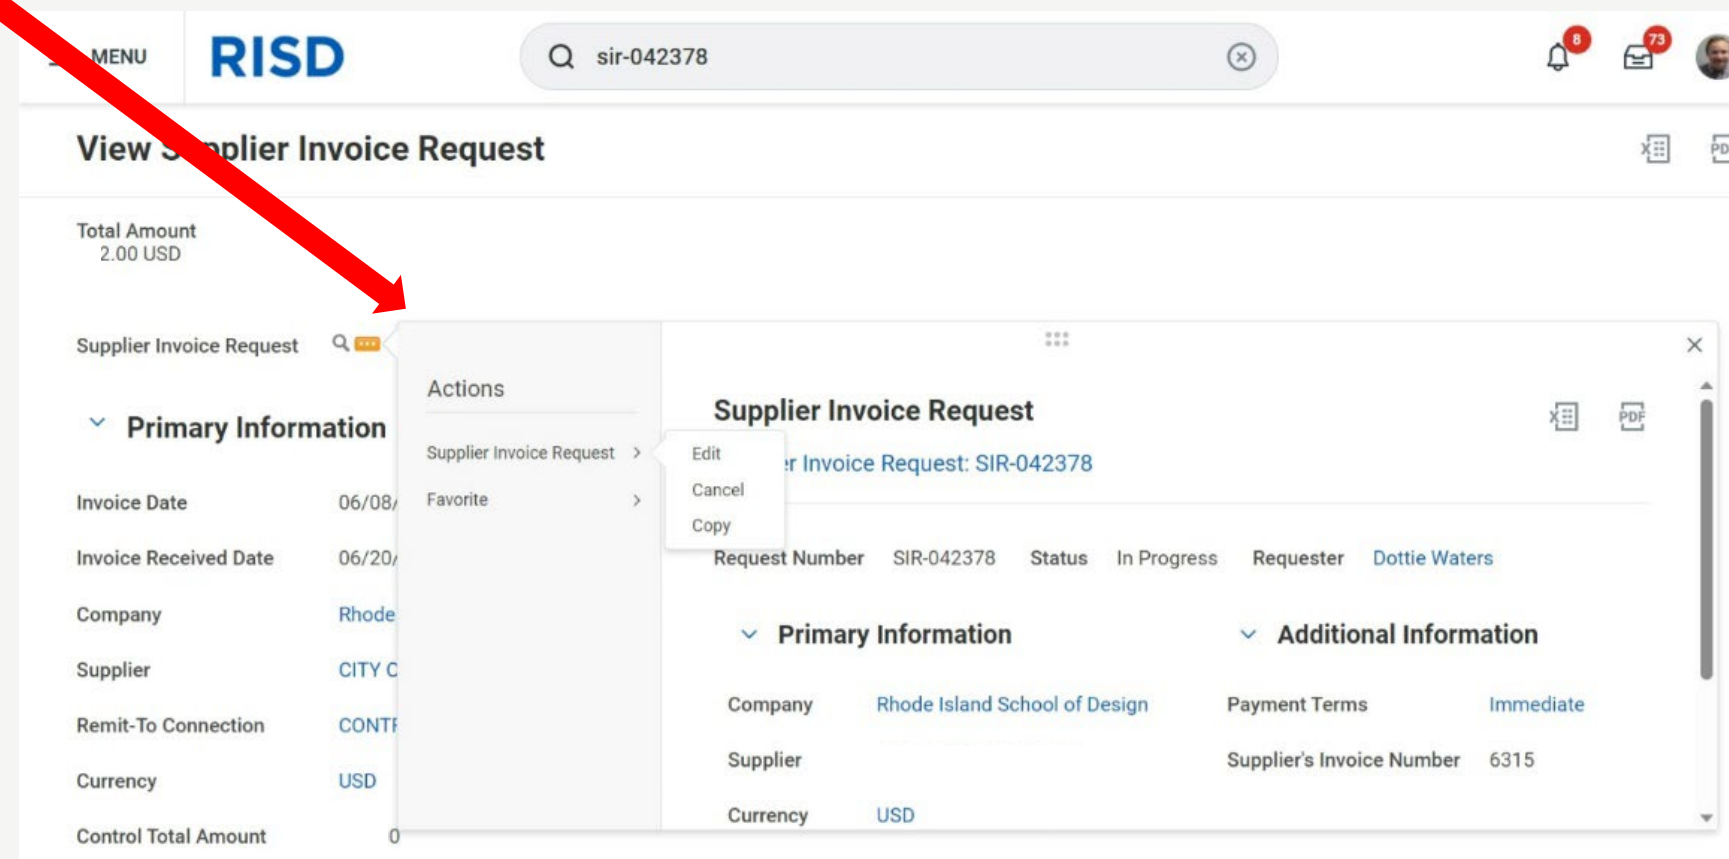 MENU
RISD
sir-042378
8
73
View Supplier Invoice Request
Total Amount
2.00 USD
Supplier Invoice Request
Primary Information
Invoice Date 06/08/
Invoice Received Date 06/20/
Company Rhode
Supplier CITY
Remit-To Connection
Currency USD
Control Total Amount 0
Actions
Supplier Invoice Request
Favorite
Edit
Cancel
Copy
Supplier Invoice Request
Invoice Request: SIR-042378
PDF
Request Number SIR-042378 Status In Progress Requester Dottie Waters
Primary Information
Company Rhode Island School of Design
Supplier
Currency USD
Additional Information
Payment Terms Immediate
Supplier's Invoice Number 6315